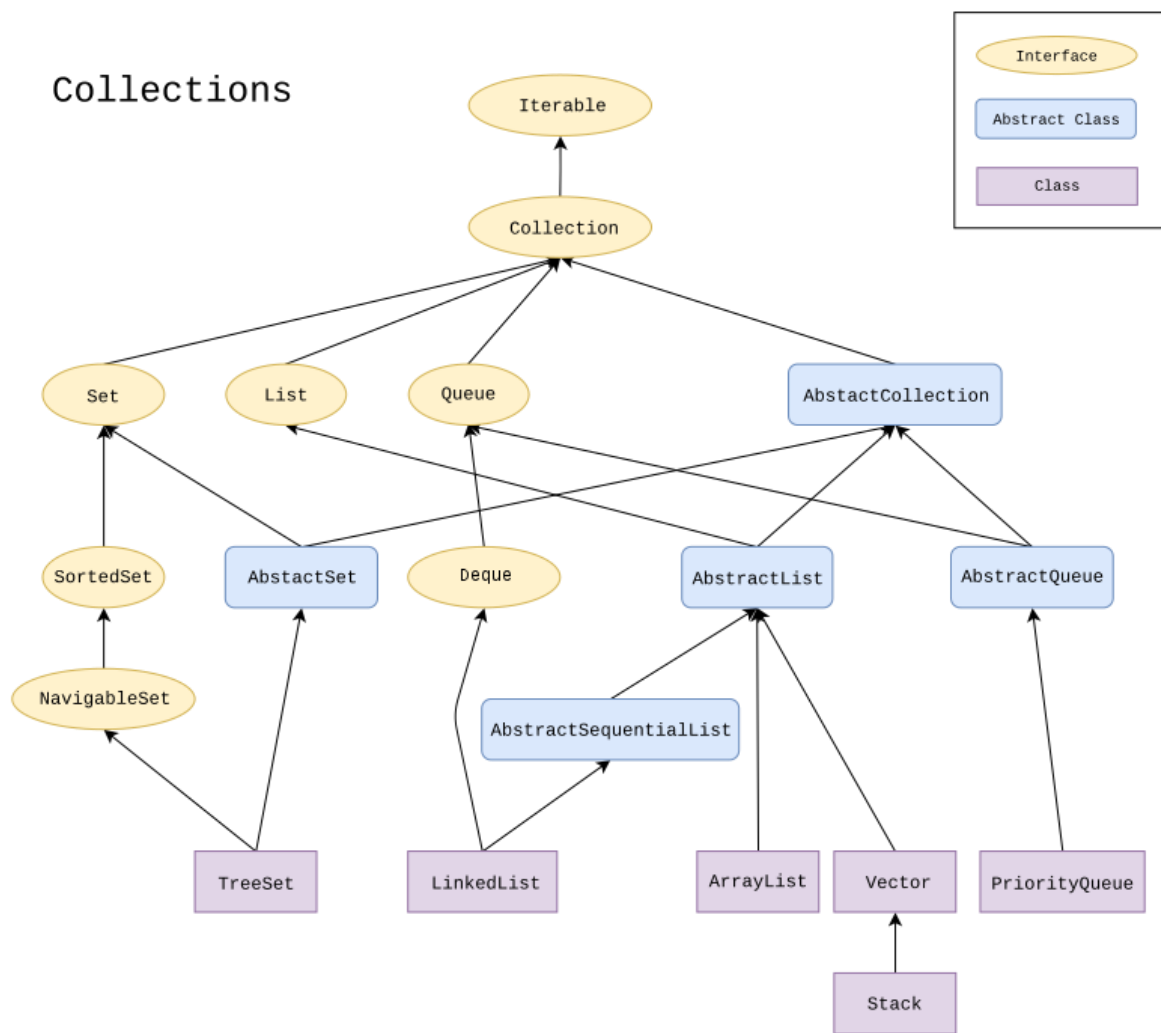 Collections
Interface
Abstract Class
Class
Iterable
Collection
Set
List
Queue
AbstactCollection
SortedSet
AbstactSet
Deque
AbstractList
AbstractQueue
NavigableSet
AbstractSequentialList
TreeSet
LinkedList
ArrayList
Vector
PriorityQueue
Stack